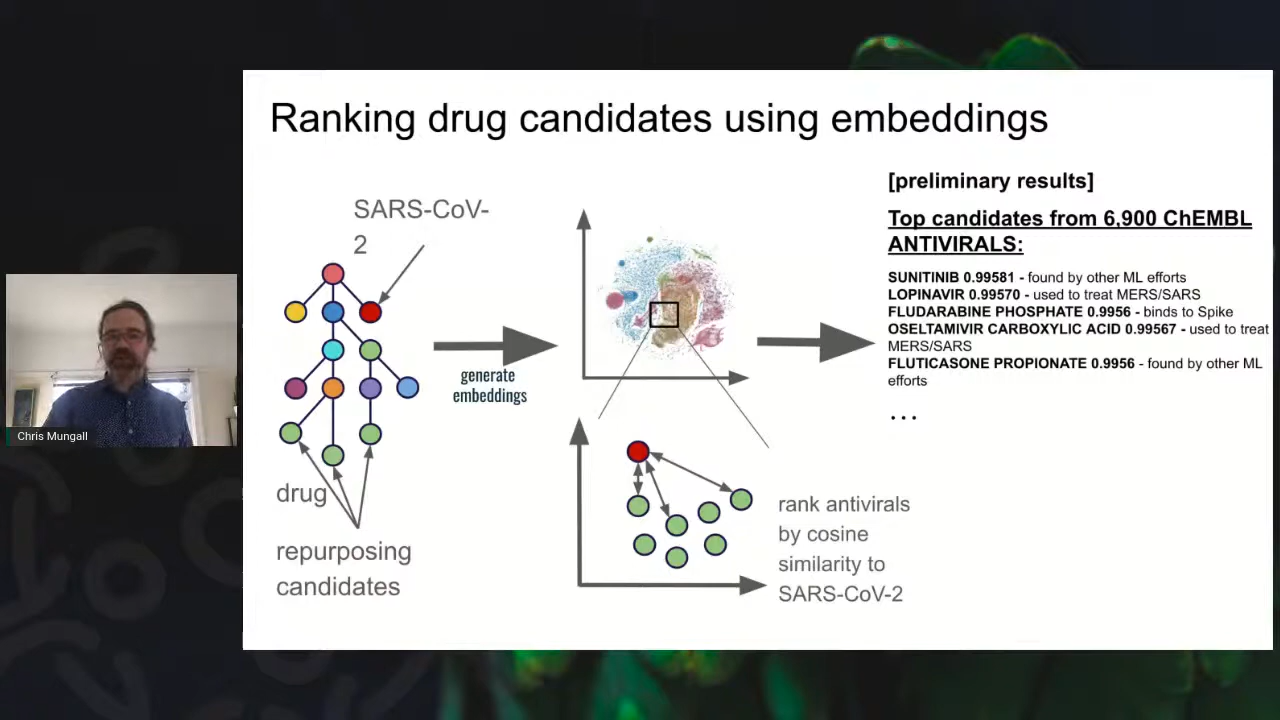 Ranking drug candidates using embeddings
SARS-CoV-
2
generate
embeddings
drug
repurposing
candidates
rank antivirals
by cosine
similarity to
SARS-CoV-2
[preliminary results]
Top candidates from 6,900 ChEMBL
ANTIVIRALS:
SUNITINIB 0.99581 - found by other ML efforts
LOPINAVIR 0.99570 - used to treat MERS/SARS
FLUDARABINE PHOSPHATE 0.9956 - binds to Spike
OSELTAMIVIR CARBOXYLIC ACID 0.99567 - used to treat
MERS/SARS
FLUTICASONE PROPIONATE 0.9956 - found by other ML
efforts
...
Chris Mungall